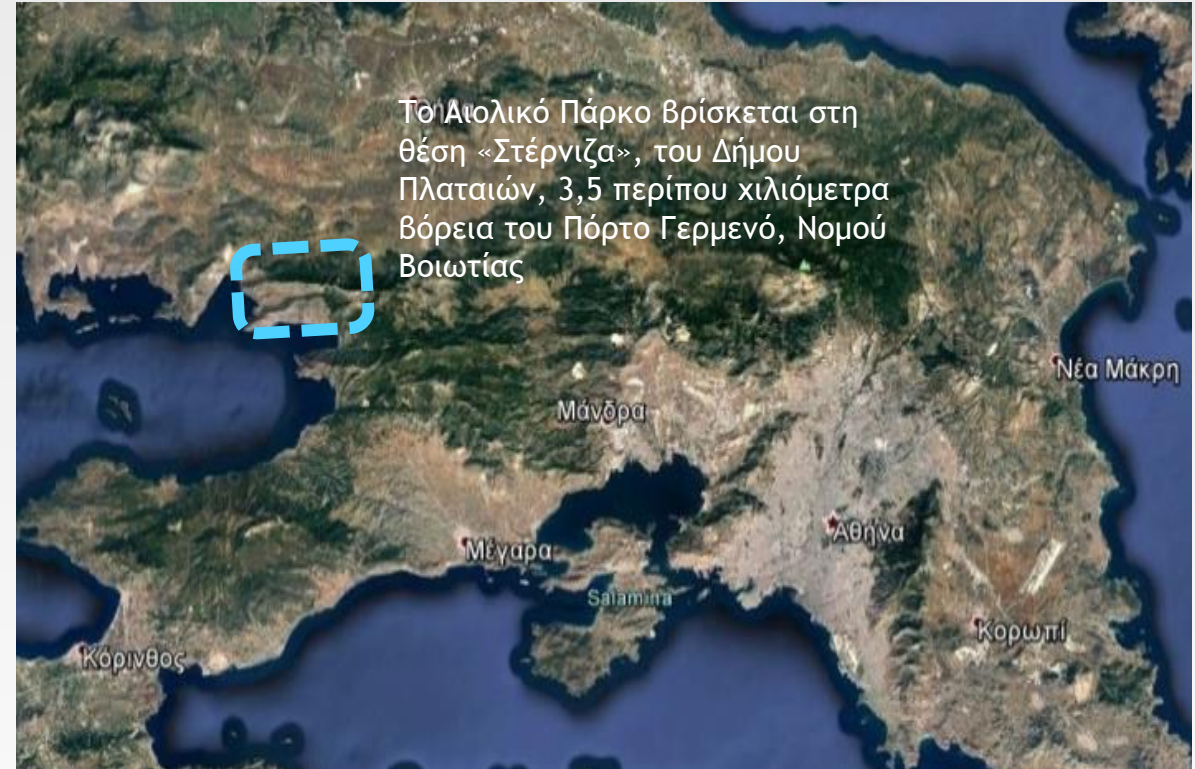 Το Αιολικό Πάρκο βρίσκεται στη
θέση «Στέρνιζα», του Δήμου
Πλαταιών, 3,5 περίπου χιλιόμετρα
βόρεια του Πόρτο Γερμενό, Νομού
Βοιωτίας
Νέα Μάκρη
Μάνδρα
Αθήνα
Μέγαρα
Salamina
Κορωπί
Κόρινθος